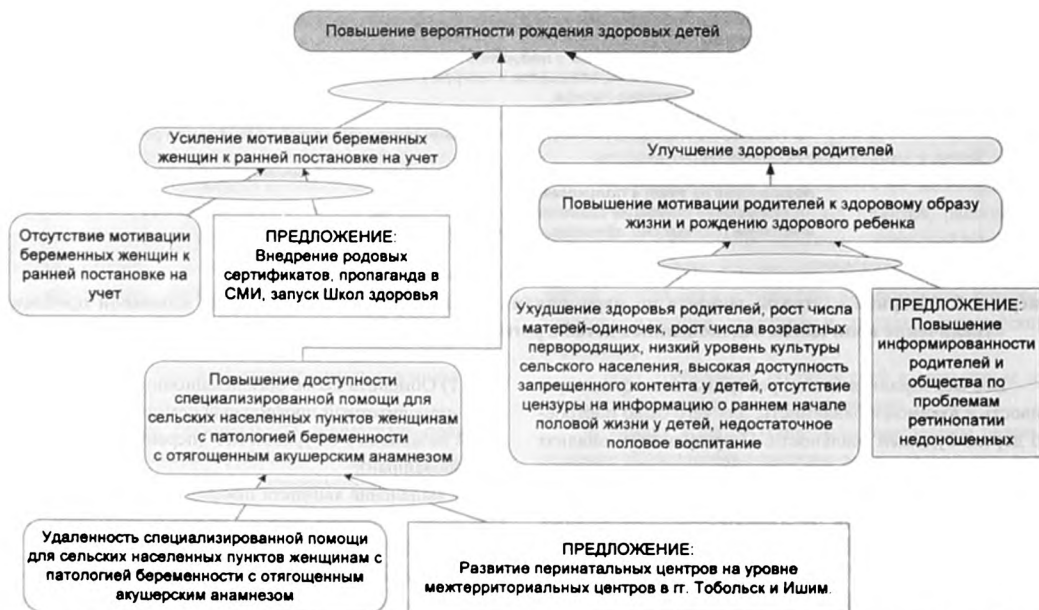 Повышение вероятности рождения здоровых детей
Усиление мотивации беременных
женщин к ранней постановке на учет
Улучшение здоровья родителей
Повышение мотивации родителей к здоровому образу
жизни и рождению здорового ребенка
Отсутствие мотивации
беременных женщин к
ранней постановке на
учет
ПРЕДЛОЖЕНИЕ:
Внедрение родовых
сертификатов, пропаганда в
СМИ, запуск Школ здоровья
Ухудшение здоровья родителей, рост числа
матерей-одиночек, рост числа возрастных
первородящих, низкий уровень культуры
сельского населения, высокая доступность
запрещенного контента у детей, отсутствие
цензуры на информацию о раннем начале
половой жизни у детей, недостаточное
половое воспитание
ПРЕДЛОЖЕНИЕ:
Повышение
информированности
родителей и
общества по
проблемам
ретинопатии
недоношенных
Повышение доступности
специализированной помощи для
сельских населенных пунктов женщинам
с патологией беременности
с отягощенным акушерским анамнезом
Удаленность специализированной помощи
для сельских населенных пунктов женщинам с
патологией беременности с отягощенным
акушерским анамнезом
ПРЕДЛОЖЕНИЕ:
Развитие перинатальных центров на уровне
межтерриториальных центров в гг. Тобольск и Ишим.